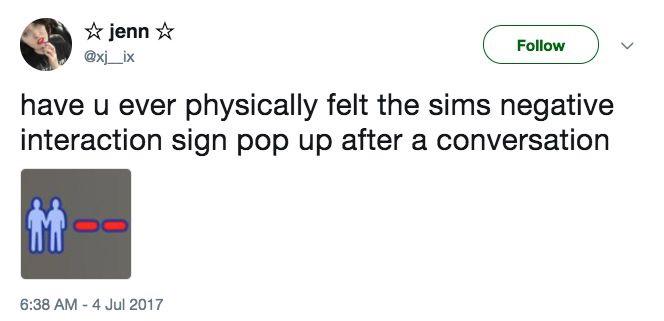 ☆ jenn ☆
@xj__ix
Follow
have u ever physically felt the sims negative
interaction sign pop up after a conversation
6:38 AM - 4 Jul 2017